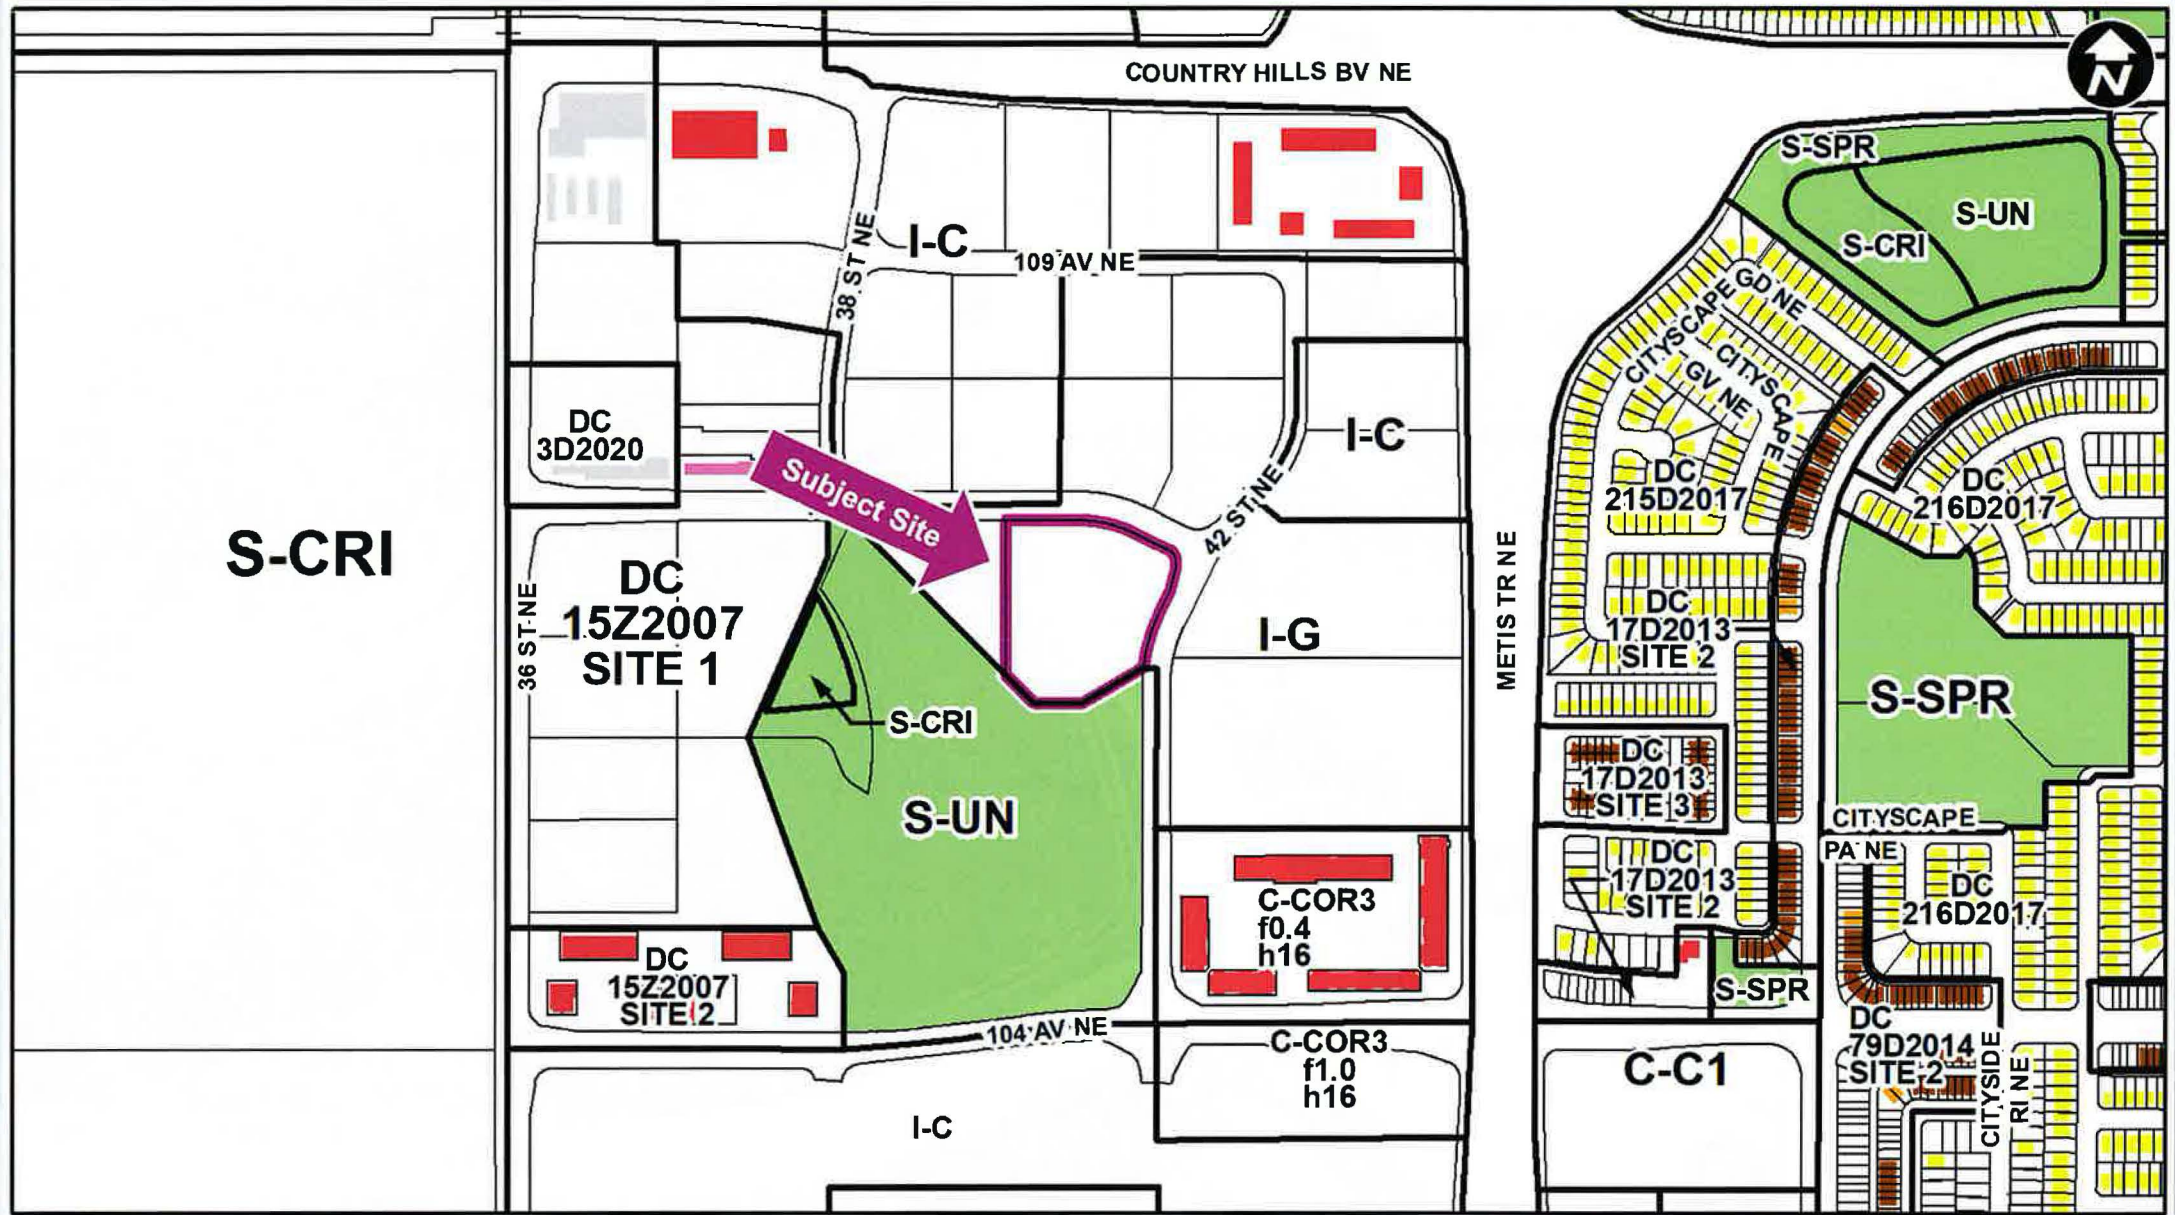 COUNTRY HILLS BV NE
N
S-SPR
S-UN
S-CRI
38 ST NE
I-C
109 AV NE
CITYSCAPE
GD NE
CITYSCAPE
GV NE
DC
3D2020
I-C
Subject Site
42 ST NE
DC
215D2017
DC
216D2017
S-CRI
36 ST NE
DC
15Z2007
SITE 1
I-G
METIS TR NE
DC
17D2013
SITE 2
S-SPR
S-CRI
DC
17D2013
SITE 3
S-UN
CITYSCAPE
PA NE
DC
17D2013
SITE 2
DC
216D2017
C-COR3
f0.4
h16
DC
15Z2007
SITE 2
S-SPR
104 AV NE
C-COR3
f1.0
h16
C-C1
DC
79D2014
SITE 2
CITYSIDE
RI NE
I-C